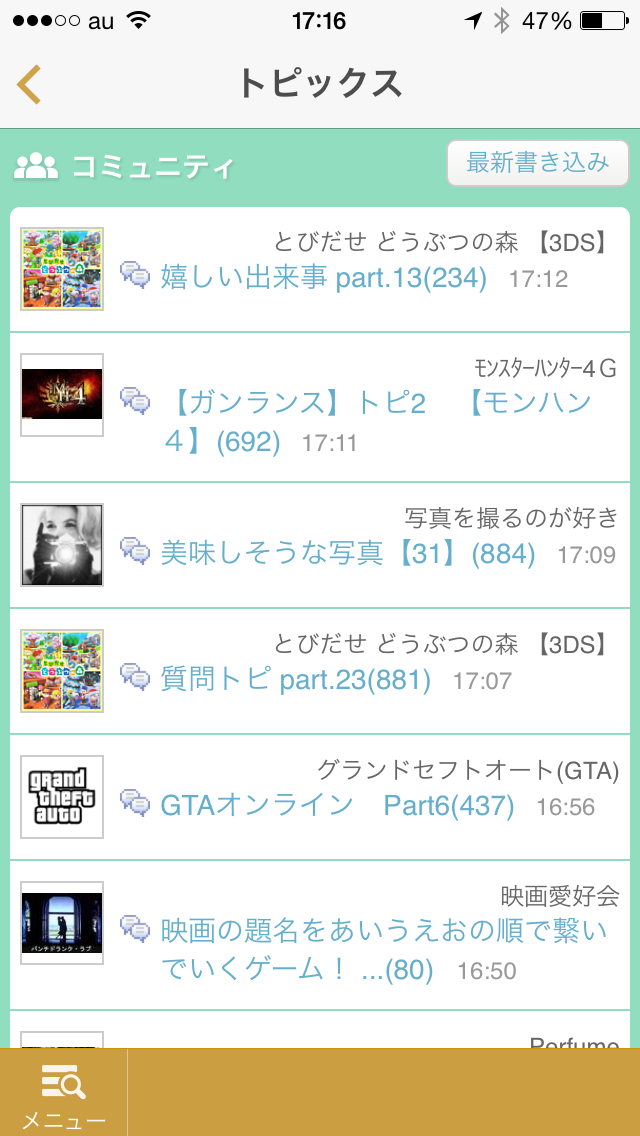 au 17:16 47%
トピックス
コミュニティ 最新書き込み
とびだせ どうぶつの森 【3DS】
嬉しい出来事 part.13(234) 17:12
ﾓﾝｽﾀｰﾊﾝﾀｰ4Ｇ
【ガンランス】トピ2　【モンハン
４】(692) 17:11
写真を撮るのが好き
美味しそうな写真【31】(884) 17:09
とびだせ どうぶつの森 【3DS】
質問トピ part.23(881) 17:07
grand
theft
auto
グランドセフトオート(GTA)
GTAオンライン　Part6(437) 16:56
パンチドランク・ラブ
映画愛好会
映画の題名をあいうえおの順で繋い
でいくゲーム！ ...(80) 16:50
Perfume
メニュー